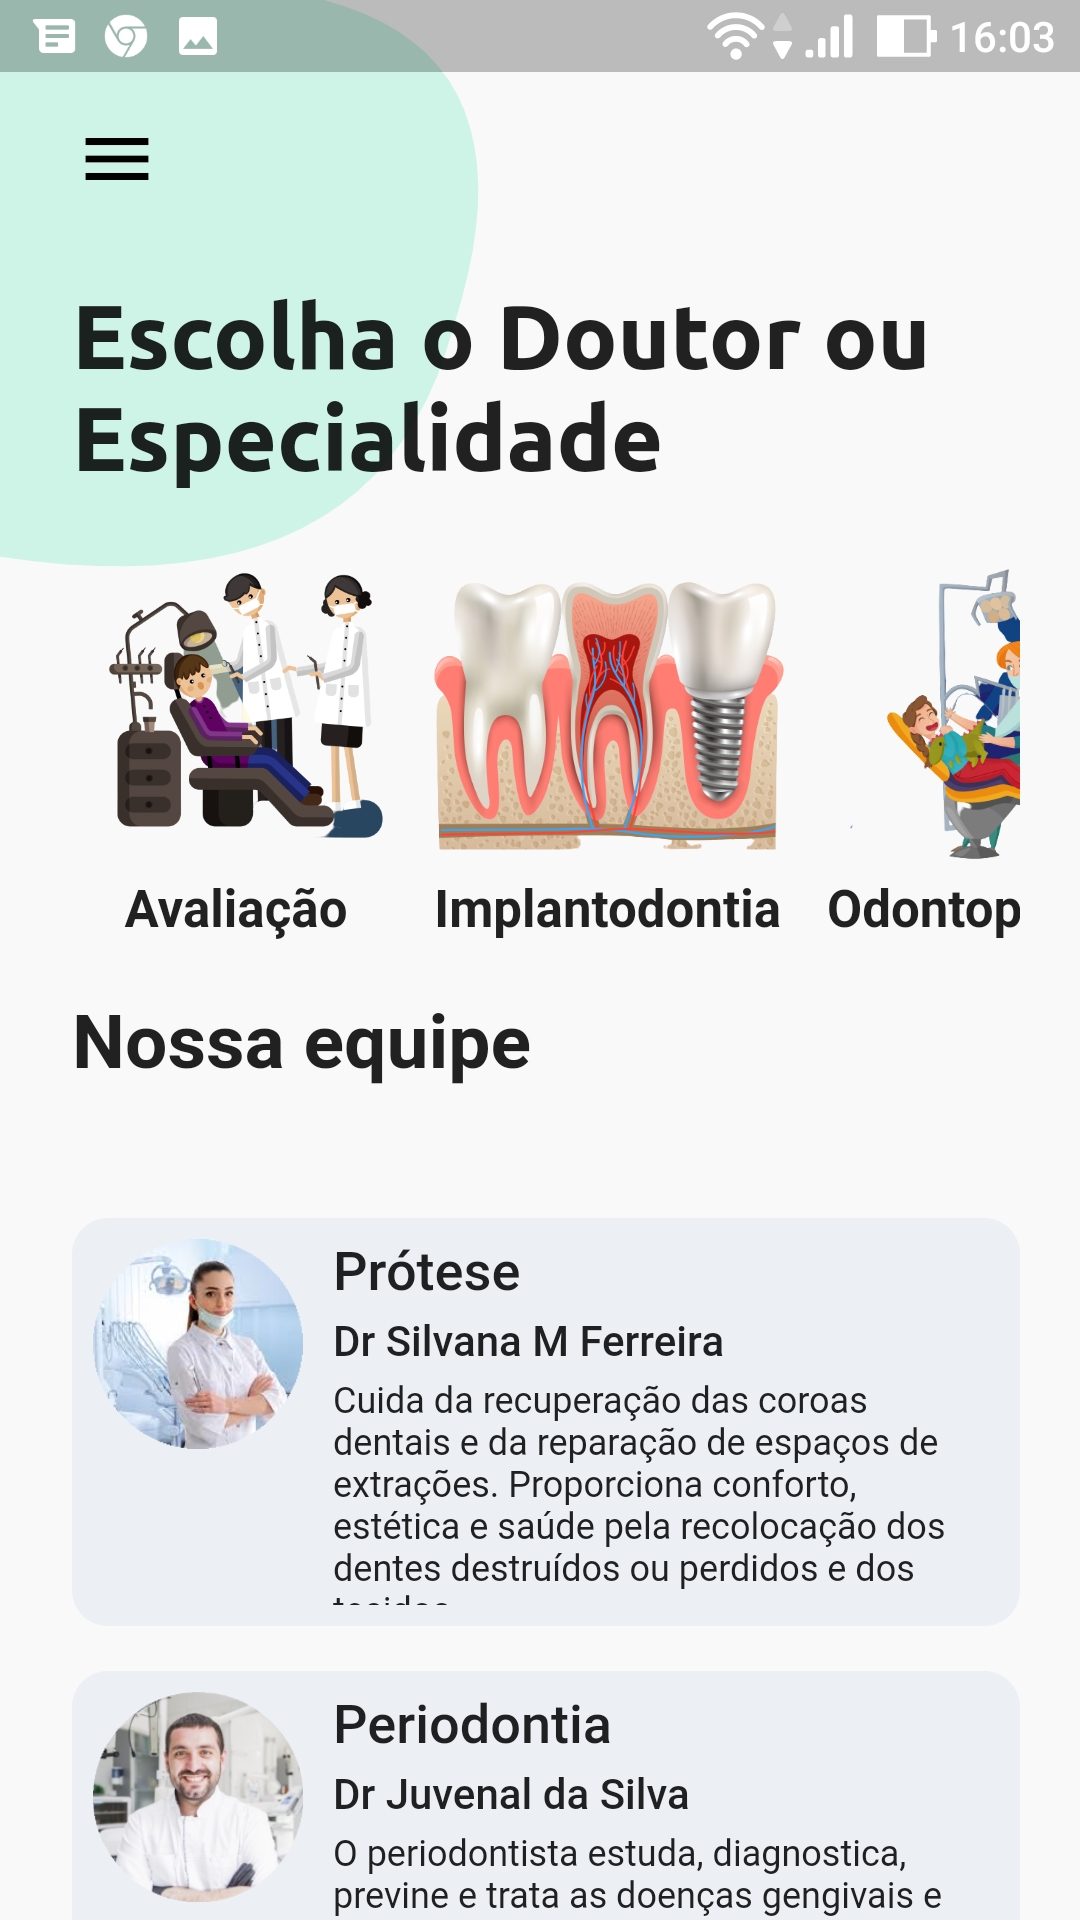 16:03
Escolha o Doutor ou
Especialidade
Avaliação
Implantodontia
Odontop
Nossa equipe
Prótese
Dr Silvana M Ferreira
Cuida da recuperação das coroas
dentais e da reparação de espaços de
extrações. Proporciona conforto,
estética e saúde pela recolocação dos
dentes destruídos ou perdidos e dos
Periodontia
Dr Juvenal da Silva
O periodontista estuda, diagnostica,
previne e trata as doenças gengivais e